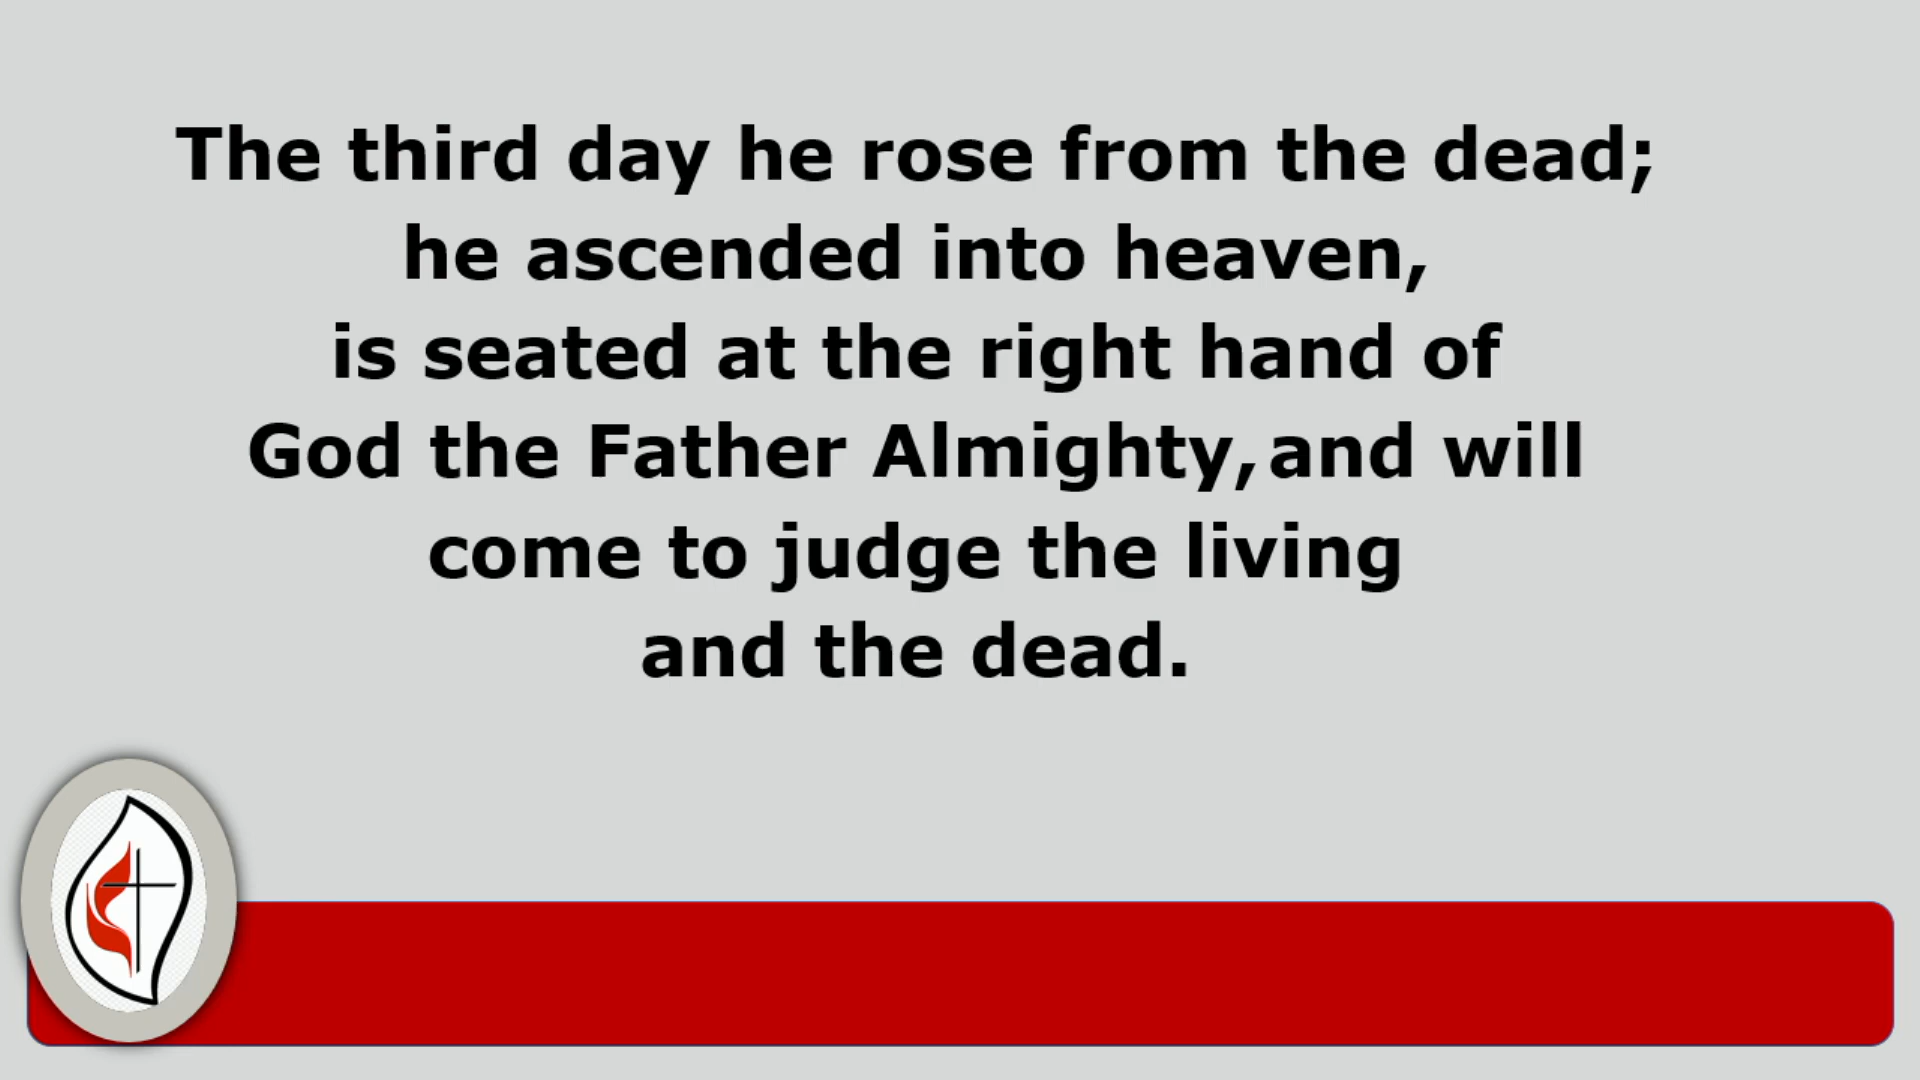 The third day he rose from the dead;
he ascended into heaven,
is seated at the right hand of
God the Father Almighty, and will
come to judge the living
and the dead.